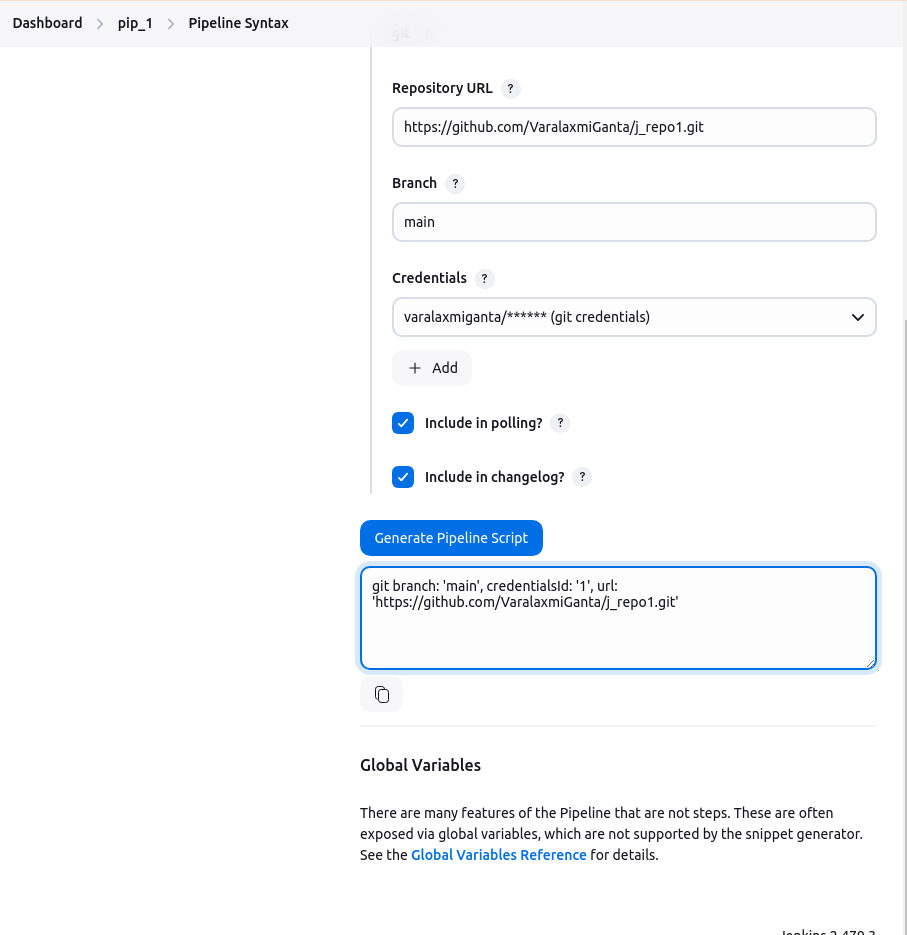 Dashboard > pip_1 > Pipeline Syntax
git ?
Repository URL ?
https://github.com/VaralaxmiGanta/j_repo1.git
Branch ?
main
Credentials ?
varalaxmiganta/****** (git credentials)
+ Add
Include in polling? ?
Include in changelog? ?
Generate Pipeline Script
git branch: 'main', credentialsId: '1', url:
'https://github.com/VaralaxmiGanta/j_repo1.git'
Global Variables
There are many features of the Pipeline that are not steps. These are often
exposed via global variables, which are not supported by the snippet generator.
See the Global Variables Reference for details.
Jenkins 2.479.3